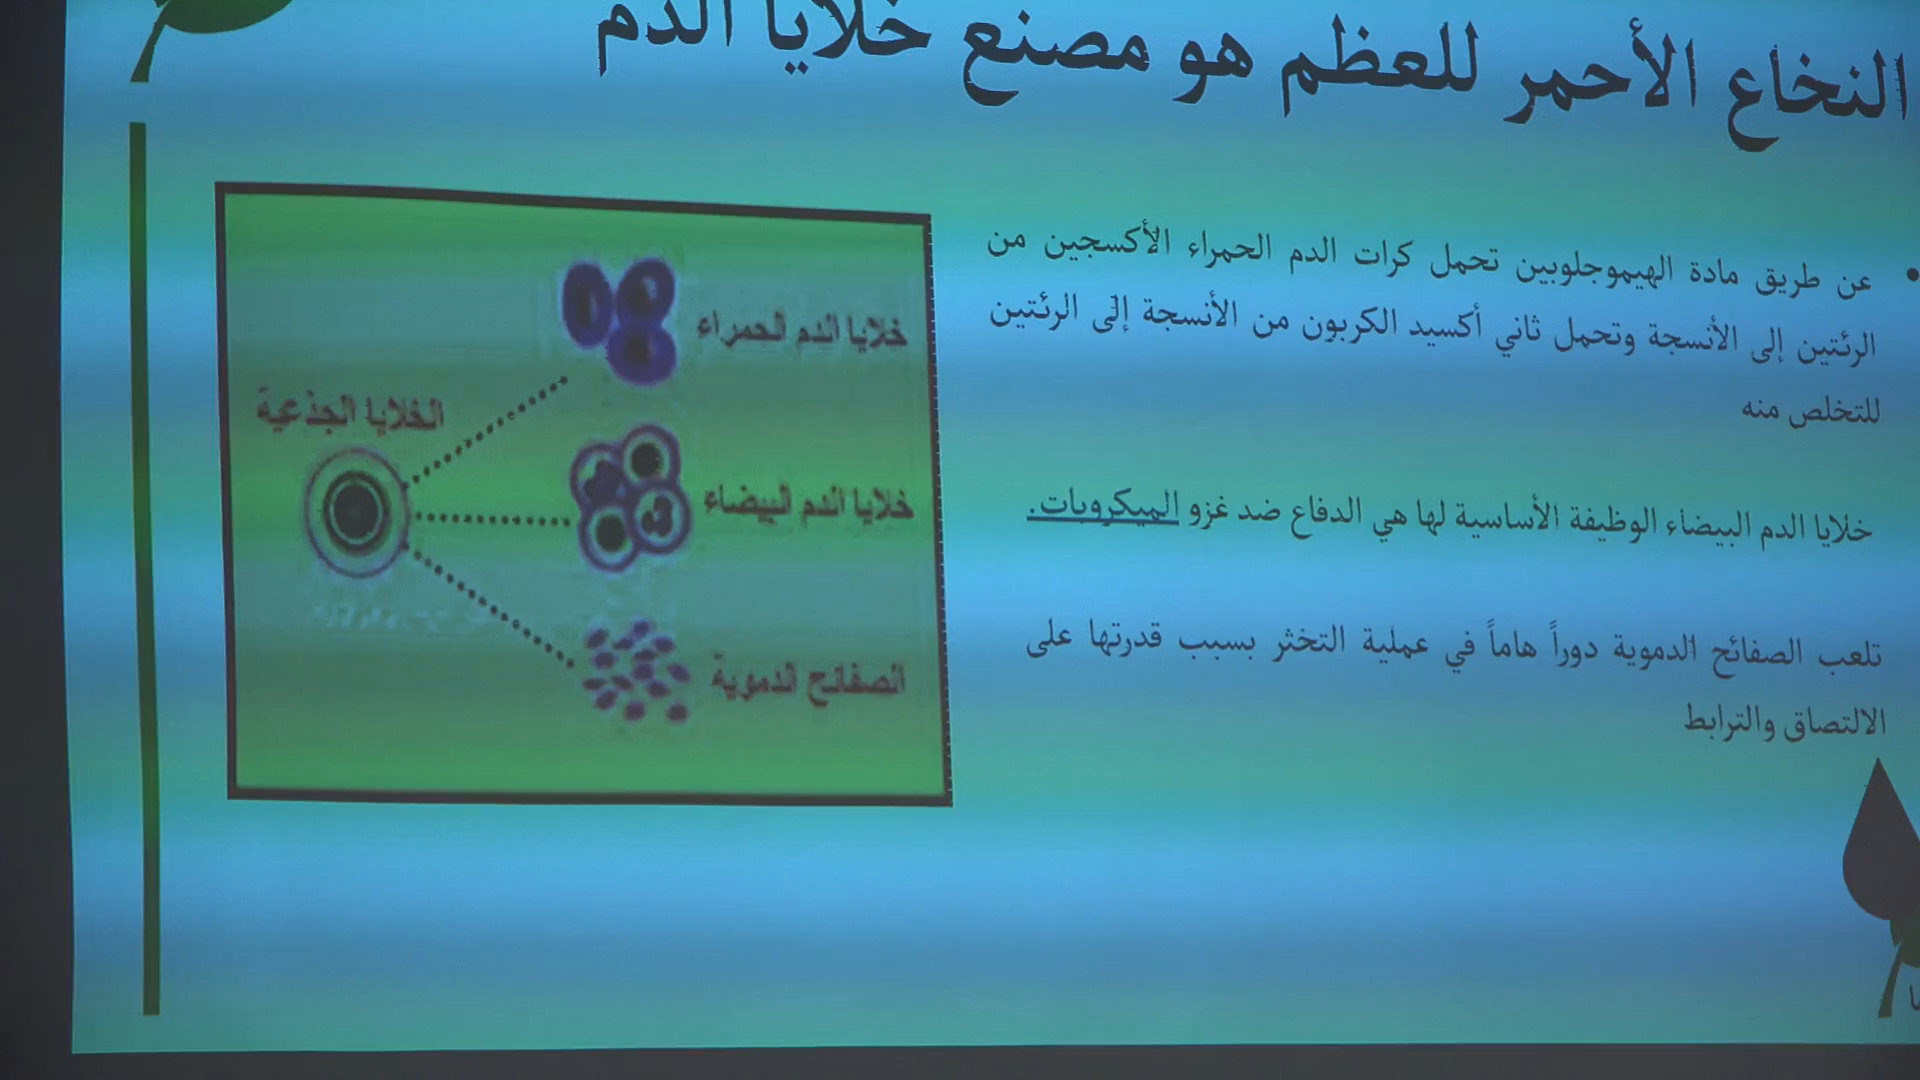 النخاع الأحمر للعظم هو مصنع خلايا الدم
• عن طريق مادة الهيموجلوبين تحمل كرات الدم الحمراء الأكسجين من
الرئتين إلى الأنسجة وتحمل ثاني أكسيد الكربون من الأنسجة إلى الرئتين
للتخلص منه
خلايا الدم البيضاء الوظيفة الأساسية لها هي الدفاع ضد غزو الميكروبات.
تلعب الصفائح الدموية دوراً هاماً في عملية التخثر بسبب قدرتها على
الالتصاق والترابط
خلايا الدم الحمراء
الخلايا الجذعية
خلايا الدم البيضاء
الصفائح الدموية